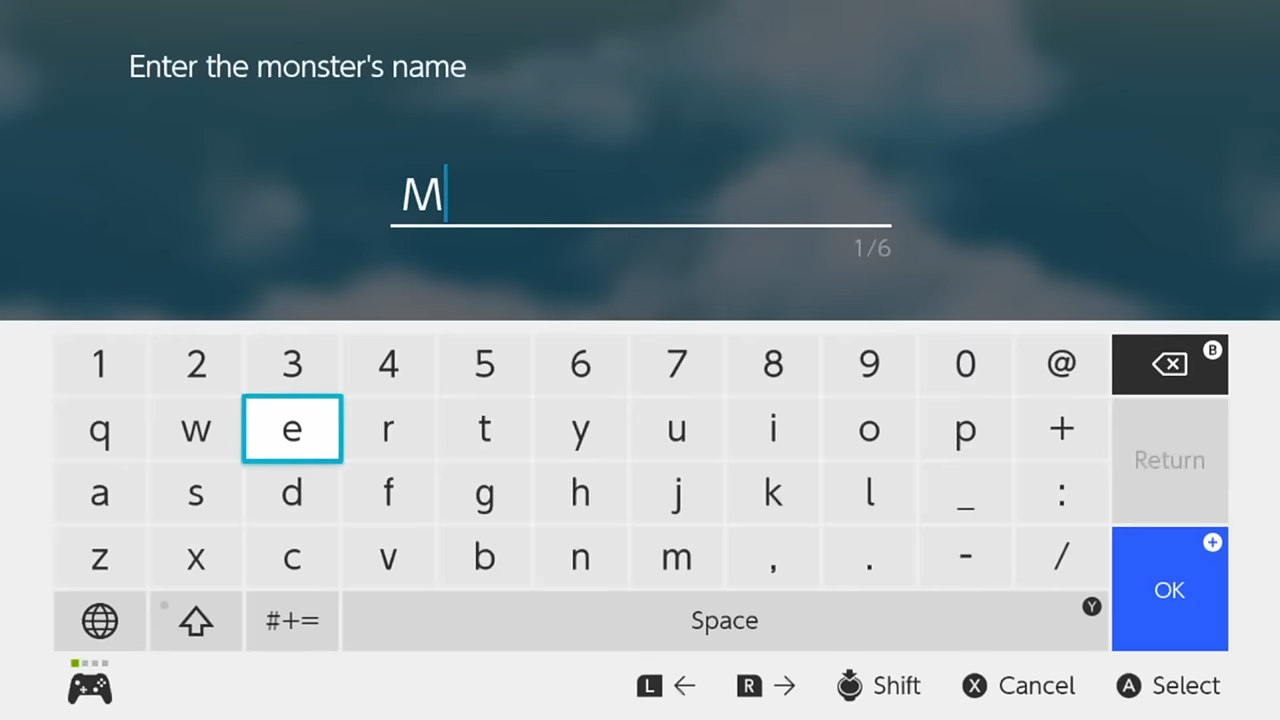 Enter the monster's name
M
1/6
1 2 3 4 5 6 7 8 9 0 @ B
q w e r t y u i o p + Return
a s d f g h j k l _ :
z x c v b n m , . - / + OK
#+= Space Y
L ← R → Shift X Cancel A Select